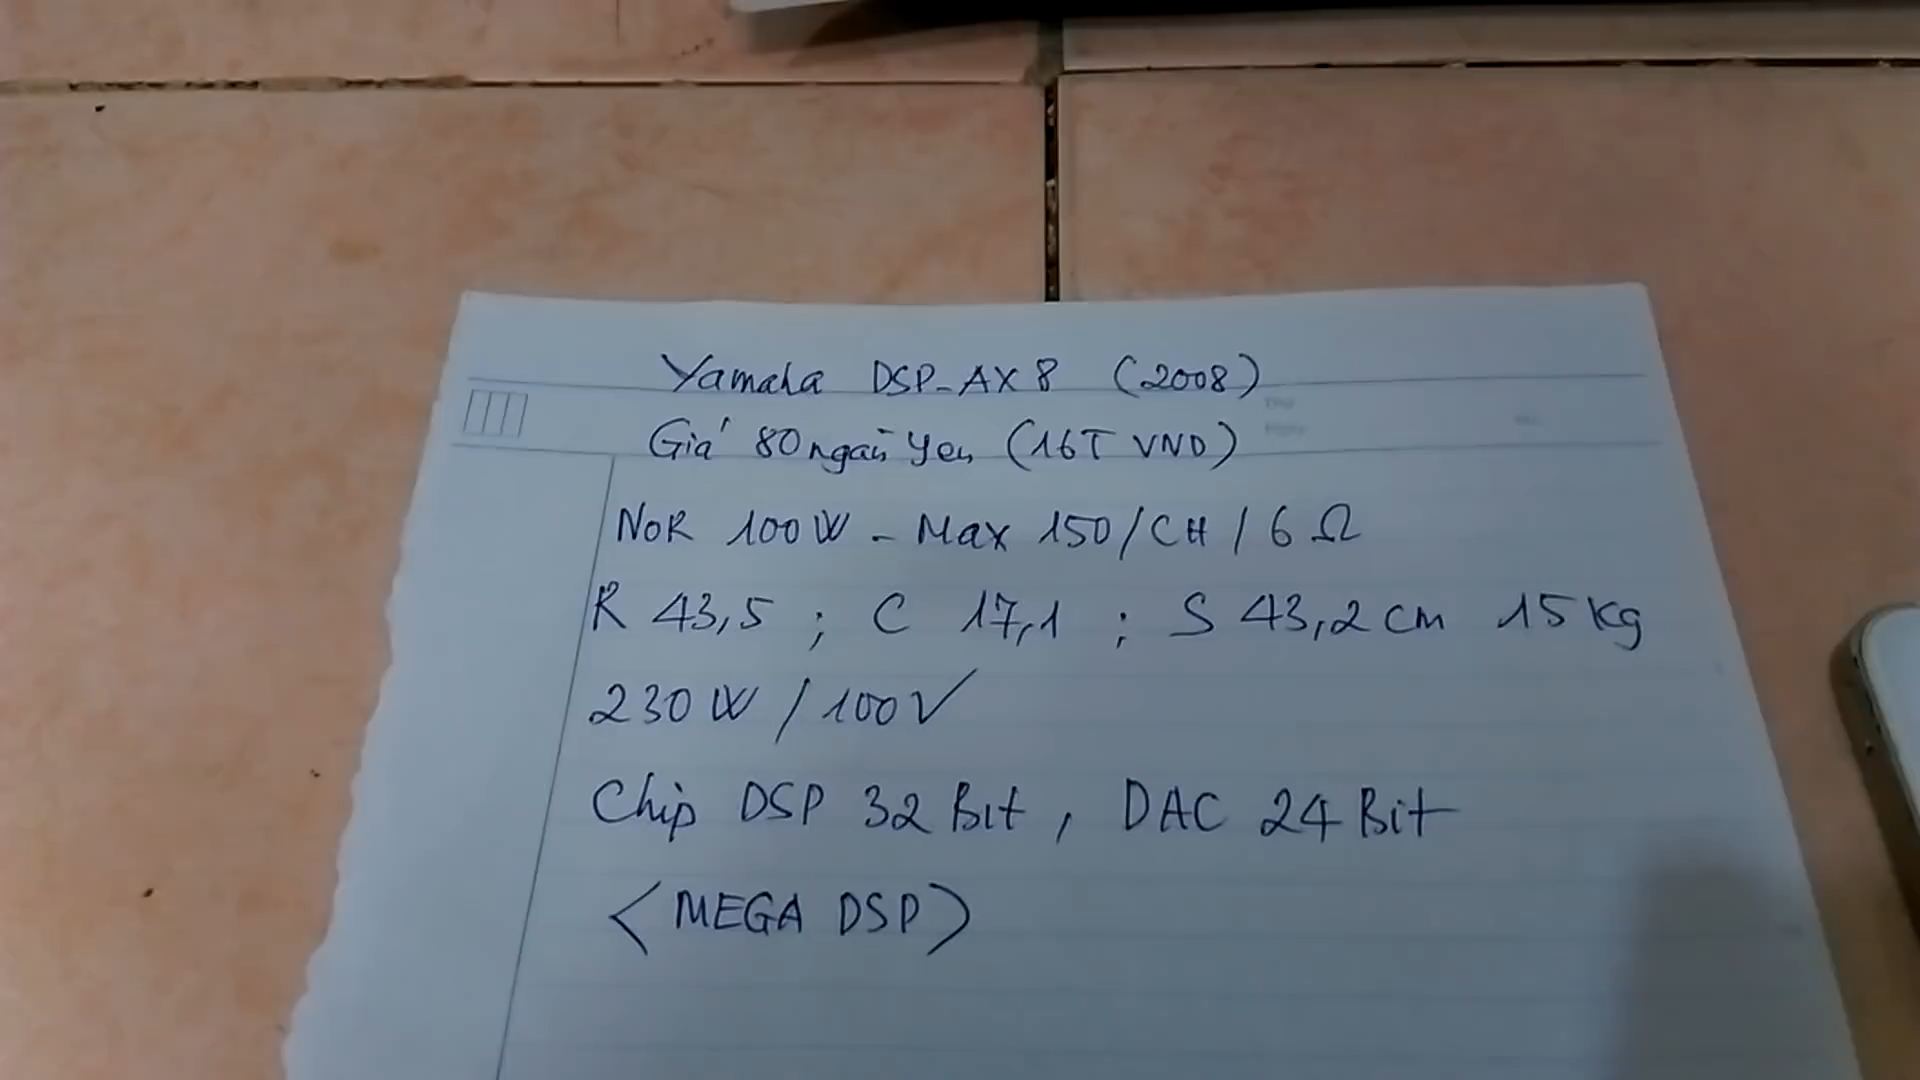 Yamaha DSP-AX8 (2008)
Giá 80 ngàn Yen (16T VND)
NOR 100W - Max 150/CH/6Ω
R 43,5 ; C 17,1 ; S 43,2 cm 15 Kg
230W/100V
Chip DSP 32 Bit, DAC 24 Bit
<MEGA DSP>